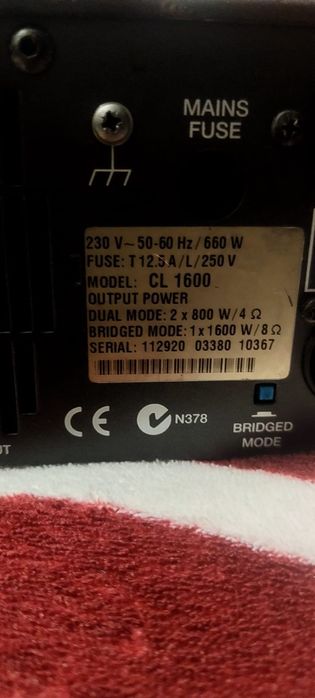 MAINS
FUSE
230 V~ 50-60 Hz / 660 W
FUSE: T 12.5 A / L / 250 V
MODEL: CL 1600
OUTPUT POWER
DUAL MODE: 2 x 800 W / 4 Ω
BRIDGED MODE: 1 x 1600 W / 8 Ω
SERIAL: 112920 03380 10367
CE N378
BRIDGED
MODE
UT